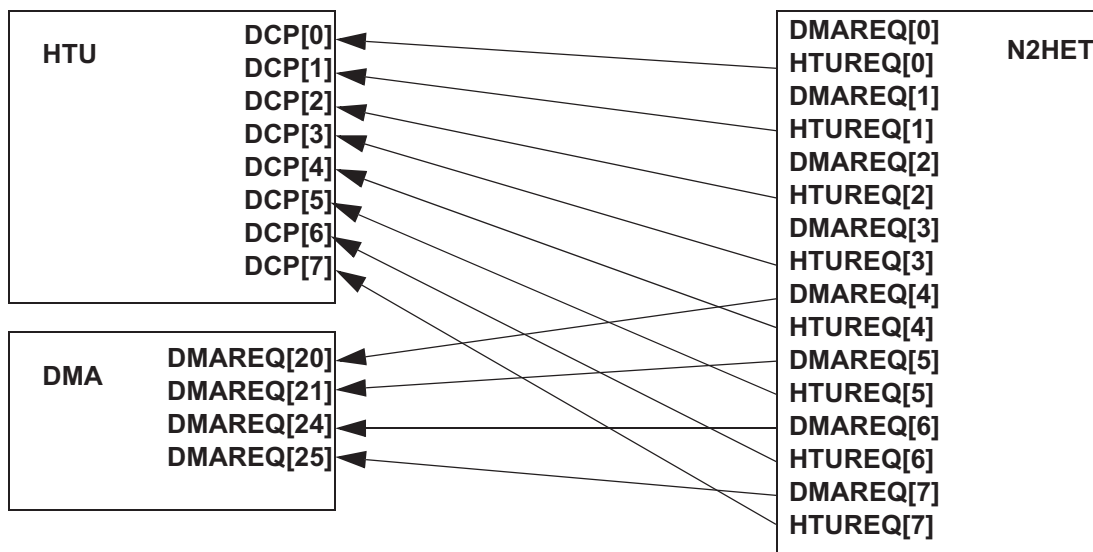 HTU
DCP[0]
DCP[1]
DCP[2]
DCP[3]
DCP[4]
DCP[5]
DCP[6]
DCP[7]
DMA
DMAREQ[20]
DMAREQ[21]
DMAREQ[24]
DMAREQ[25]
N2HET
DMAREQ[0]
HTUREQ[0]
DMAREQ[1]
HTUREQ[1]
DMAREQ[2]
HTUREQ[2]
DMAREQ[3]
HTUREQ[3]
DMAREQ[4]
HTUREQ[4]
DMAREQ[5]
HTUREQ[5]
DMAREQ[6]
HTUREQ[6]
DMAREQ[7]
HTUREQ[7]